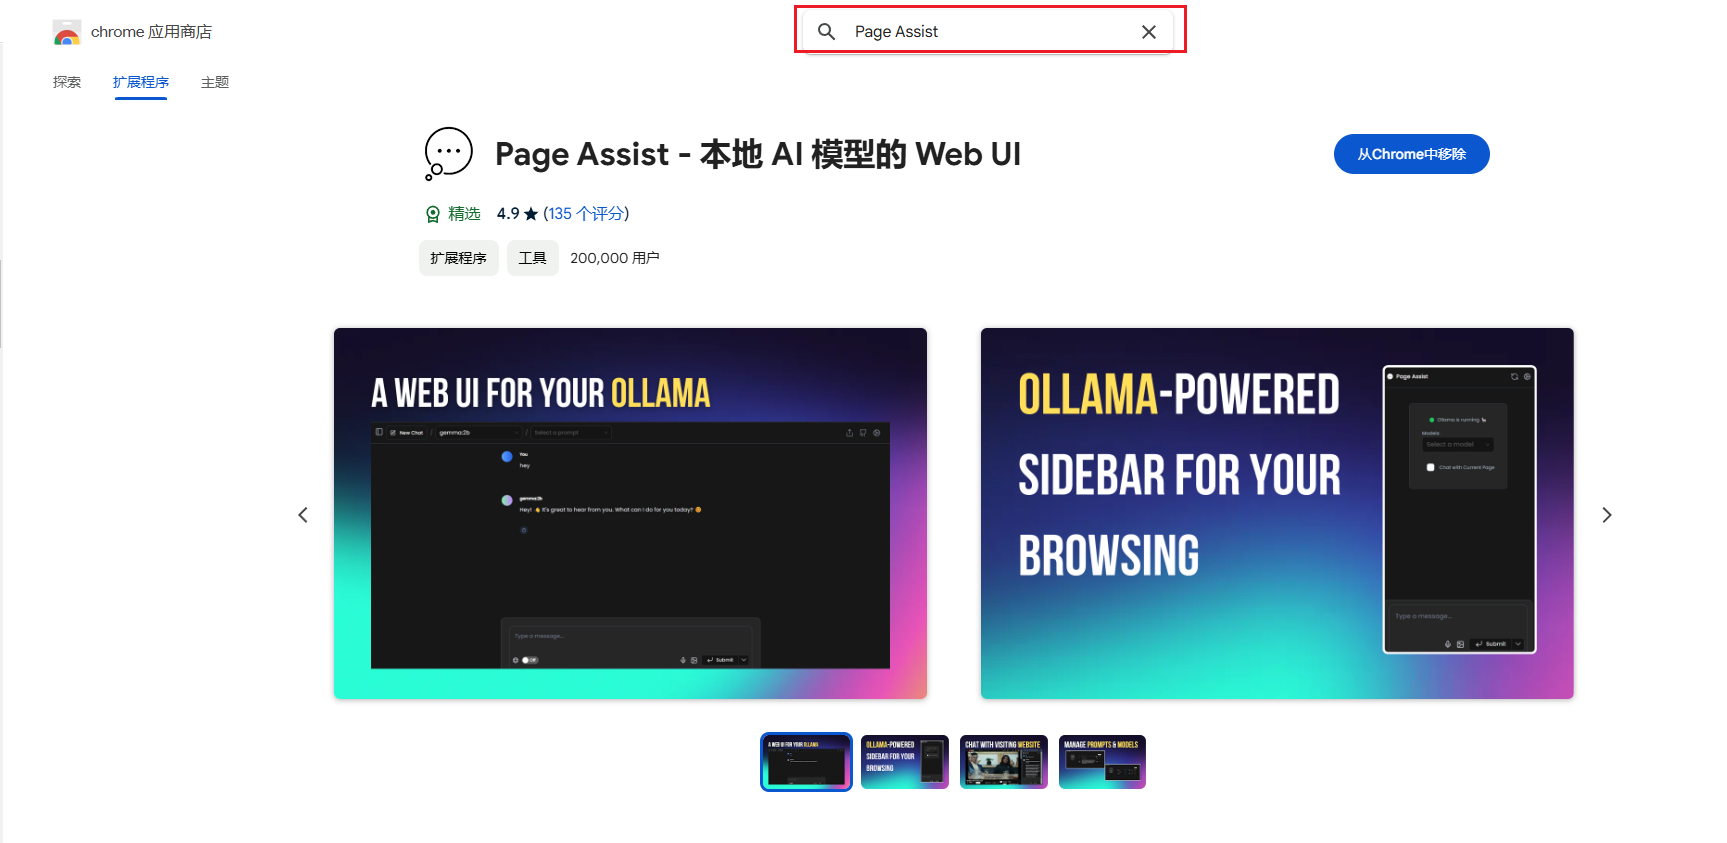 chrome 应用商店
Page Assist
探索
扩展程序
主题
Page Assist - 本地 AI 模型的 Web UI
从Chrome中移除
精选
4.9 ★ (135 个评分)
扩展程序
工具
200,000 用户
A WEB UI FOR YOUR OLLAMA
New Chat / gemma:2b / Select a prompt
You
hey
gemma:2b
Hey! 👋 It's great to hear from you. What can I do for you today? 😊
Type a message...
Off
Submit
OLLAMA-POWERED
SIDEBAR FOR YOUR
BROWSING
Page Assist
Ollama is running 🦙
Models
Select a model
Chat with Current Page
Type a message...
Submit
A WEB UI FOR YOUR OLLAMA
OLLAMA-POWERED
SIDEBAR FOR YOUR
BROWSING
CHAT WITH VISITING WEBSITE
MANAGE PROMPTS & MODELS